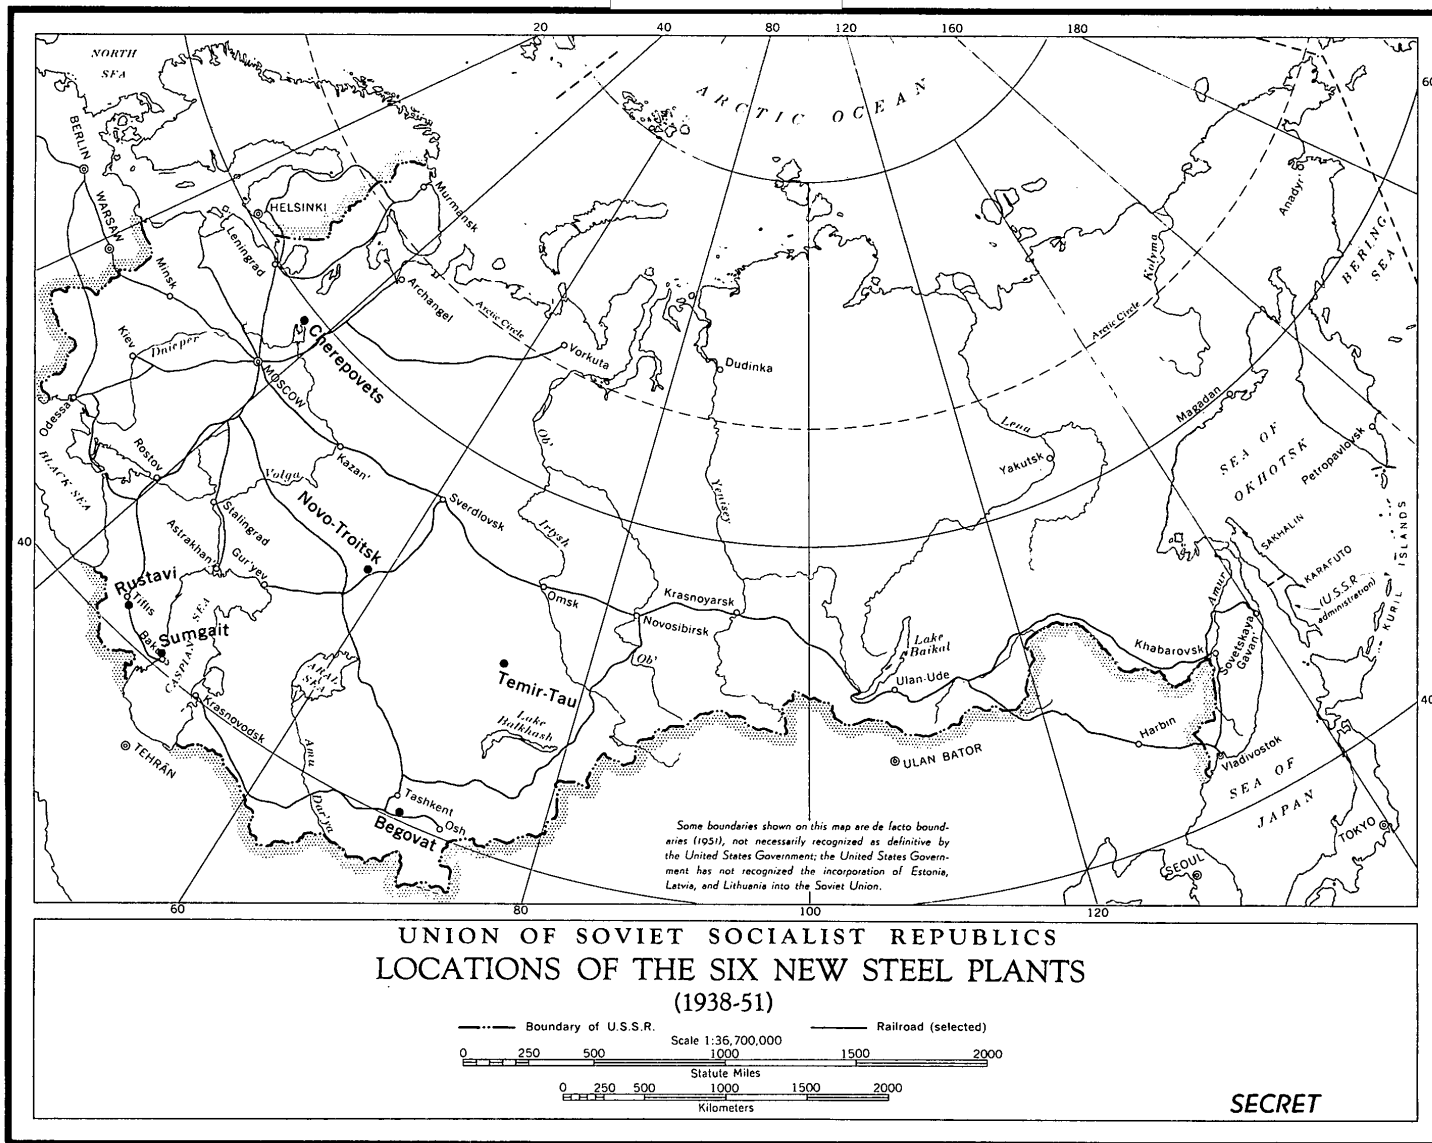 20 40 80 120 160 180
60
NORTH
SEA
ARCTIC OCEAN
BERLIN
WARSAW
HELSINKI
Murmansk
Leningrad
Minsk
Archangel
Arctic Circle
Kiev
Dnieper
Cherepovets
MOSCOW
Vorkuta
Dudinka
Kolyma
Anadyr'
BERING
SEA
Arctic Circle
Odessa
BLACK SEA
Rostov
Volga
Kazan'
Ob'
Yenisey
Lena
Yakutsk
Magadan
SEA OF
OKHOTSK
Petropavlovsk
Stalingrad
Novo-Troitsk
Sverdlovsk
Irtysh
Astrakhan
Gur'yev
40
Rustavi
Tiflis
Baku
Sumgait
CASPIAN SEA
ARAL
SEA
Omsk
Novosibirsk
Krasnoyarsk
Ob'
Temir-Tau
Lake
Balkhash
Lake
Baikal
Ulan-Ude
Khabarovsk
Amur
Sovetskaya
Gavan'
SAKHALIN
KARAFUTO
(U.S.S.R.
administration)
KURIL ISLANDS
40
Krasnovodsk
TEHRĀN
Amu
Dar'ya
Tashkent
Begovat
Osh
ULAN BATOR
Harbin
Vladivostok
SEA OF
JAPAN
TOKYO
SEOUL
Some boundaries shown on this map are de facto bound-
aries (1951), not necessarily recognized as definitive by
the United States Government; the United States Govern-
ment has not recognized the incorporation of Estonia,
Latvia, and Lithuania into the Soviet Union.
60 80 100 120
UNION OF SOVIET SOCIALIST REPUBLICS
LOCATIONS OF THE SIX NEW STEEL PLANTS
(1938-51)
Boundary of U.S.S.R. Railroad (selected)
Scale 1:36,700,000
0 250 500 1000 1500 2000
Statute Miles
0 250 500 1000 1500 2000
Kilometers
SECRET